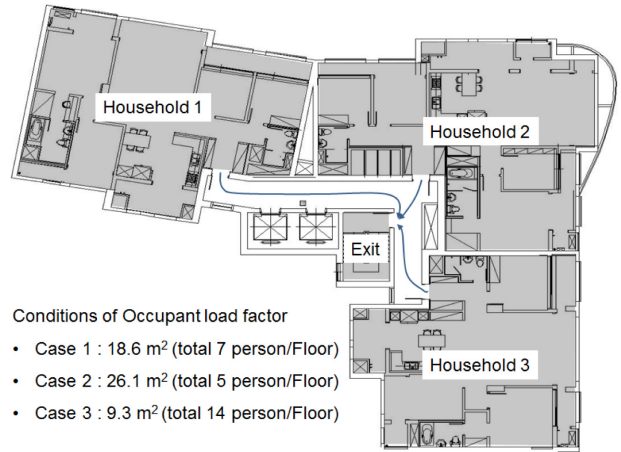 Household 1
Household 2
Exit
Household 3
Conditions of Occupant load factor
• Case 1 : 18.6 m² (total 7 person/Floor)
• Case 2 : 26.1 m² (total 5 person/Floor)
• Case 3 : 9.3 m² (total 14 person/Floor)